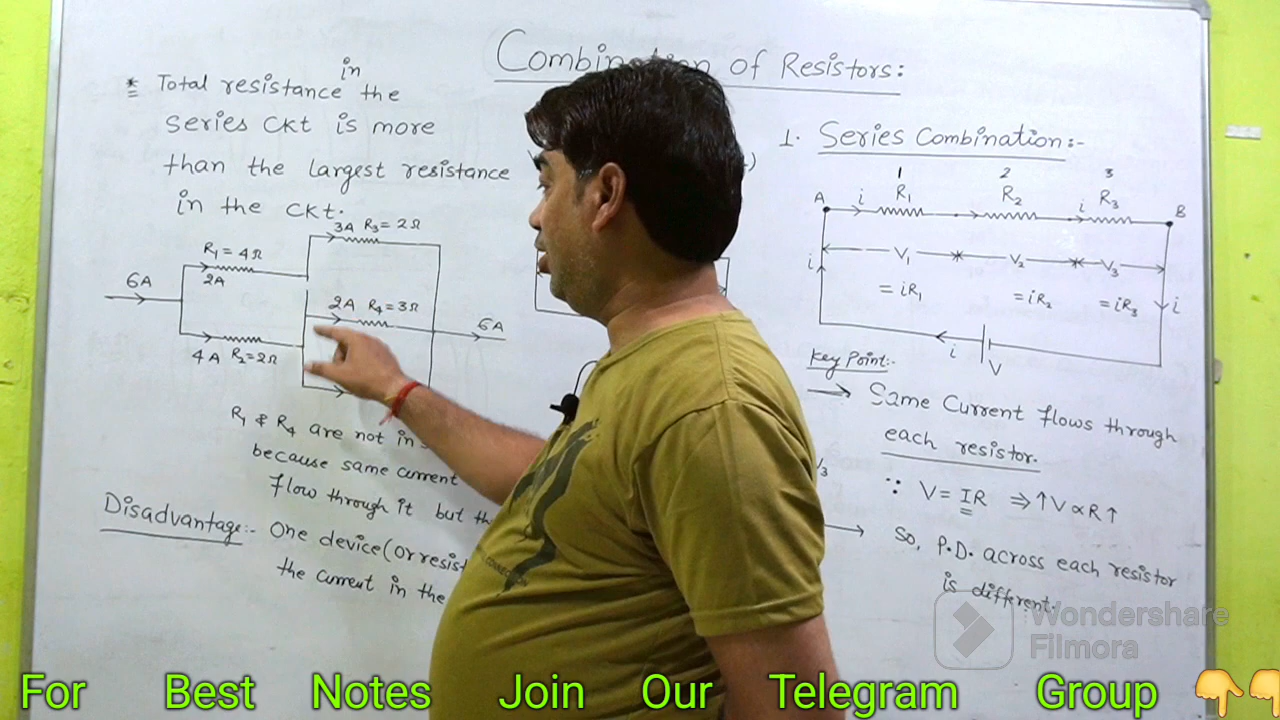 Combination of Resistors:
* Total resistance in the
series Ckt is more
than the largest resistance
in the Ckt.
6A
R1 = 4Ω
2A
4A R2=2Ω
3A R3=2Ω
2A R4=3Ω
6A
R1 & R4 are not in
because same current
flow through it but
Disadvantage:- One device (or
the current in the
1. Series Combination:-
1 2 3
A i R1 R2 i R3 B
i V1 V2 V3 i
= iR1 = iR2 = iR3
i V
Key Point:-
→ Same Current flows through
each resistor.
∵ V = IR ⇒ ↑V ∝ R↑
→ So, P.D. across each resistor
is different.
Wondershare
Filmora
For Best Notes Join Our Telegram Group 👇👇